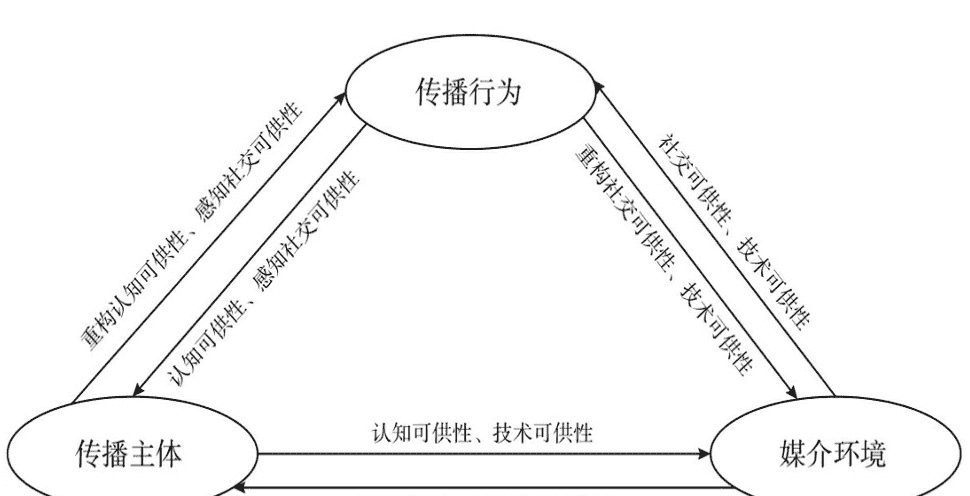 传播行为
重构认知可供性、感知社交可供性
认知可供性、感知社交可供性
重构社交可供性、技术可供性
社交可供性、技术可供性
传播主体
认知可供性、技术可供性
媒介环境